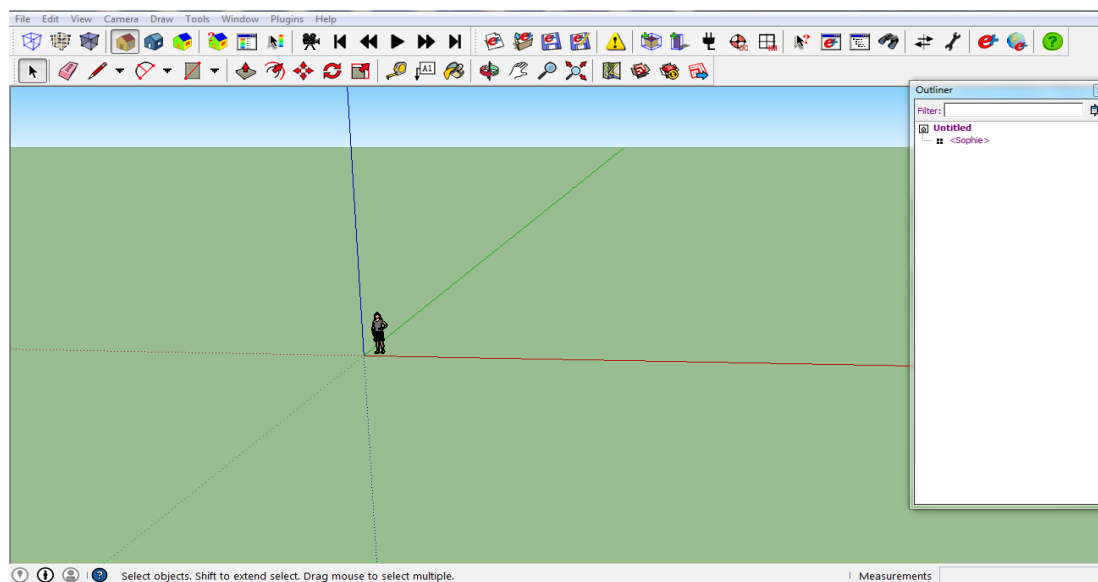 File Edit View Camera Draw Tools Window Plugins Help
A1
Outliner
Filter:
Untitled
<Sophie>
Select objects. Shift to extend select. Drag mouse to select multiple.
Measurements